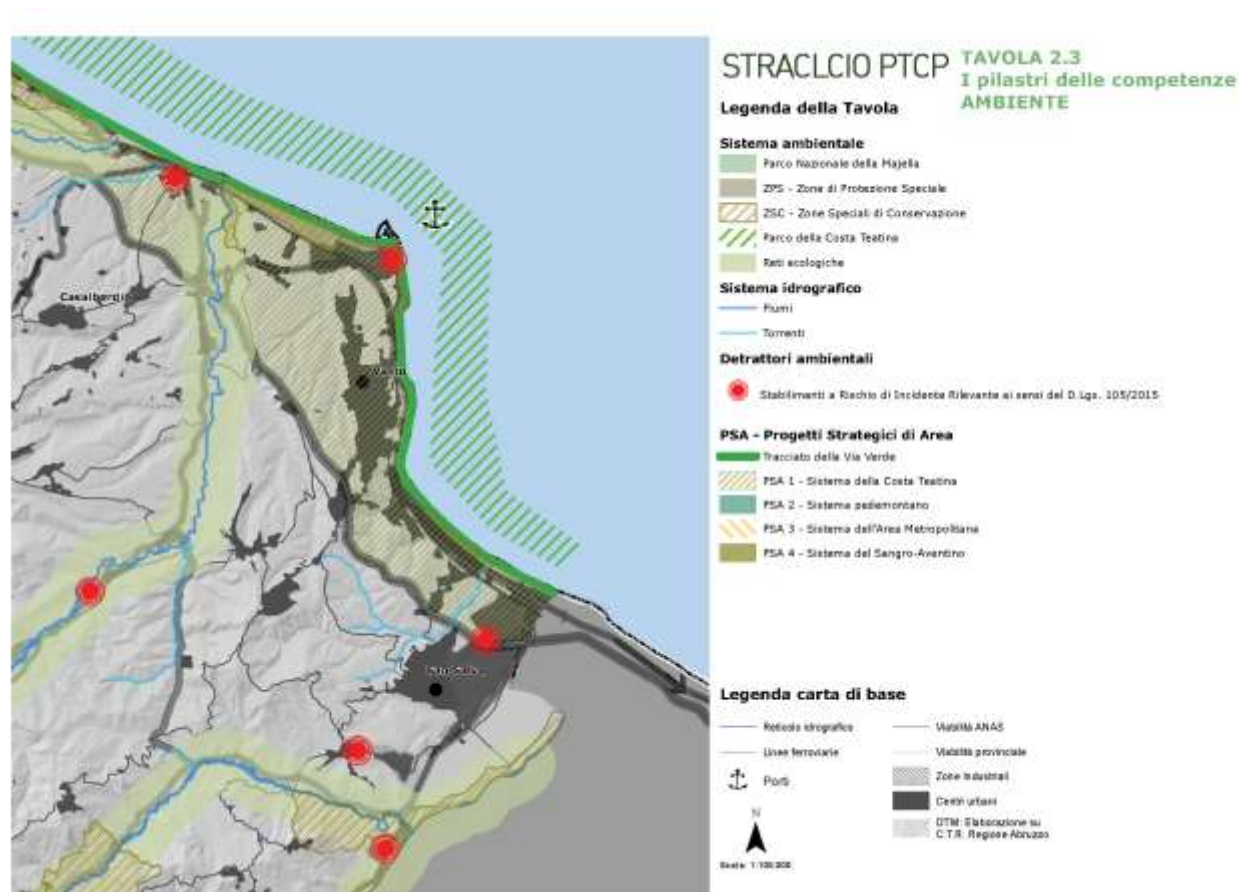 STRACLCIO PTCP
TAVOLA 2.3
I pilastri delle competenze
AMBIENTE
Legenda della Tavola
Sistema ambientale
Parco Nazionale della Majella
ZPS - Zone di Protezione Speciale
ZSC - Zone Speciali di Conservazione
Parco della Costa Teatina
Reti ecologiche
Sistema idrografico
Fiumi
Torrenti
Detrattori ambientali
Stabilimenti a Rischio di Incidente Rilevante ai sensi del D.Lgs. 105/2015
PSA - Progetti Strategici di Area
Tracciato della Via Verde
PSA 1 - Sistema della Costa Teatina
PSA 2 - Sistema pedemontano
PSA 3 - Sistema dell'Area Metropolitana
PSA 4 - Sistema del Sangro-Aventino
Legenda carta di base
Reticolo idrografico
Linee ferroviarie
Porti
N
Scala 1:100.000
Viabilità ANAS
Viabilità provinciale
Zone Industriali
Centri urbani
DTM: Elaborazione su
C.T.R. Regione Abruzzo
Casalbordino
Vasto